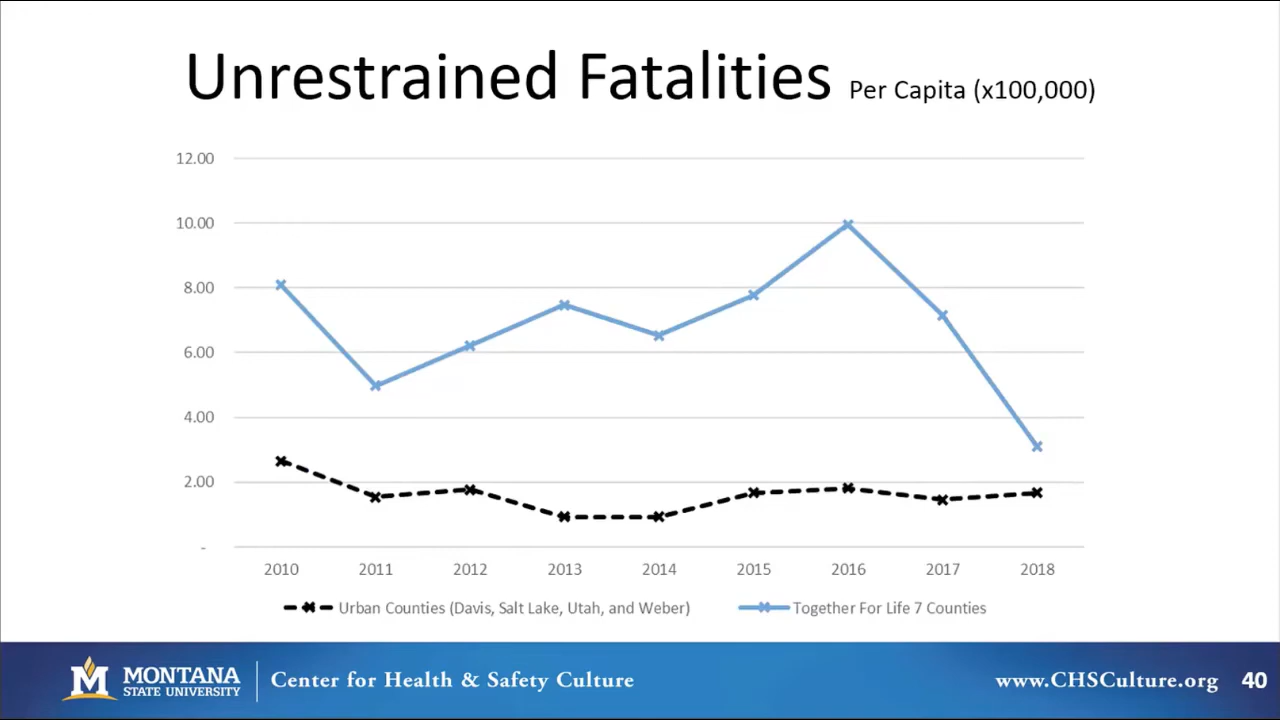 Unrestrained Fatalities Per Capita (x100,000)
12.00
10.00
8.00
6.00
4.00
2.00
-
2010 2011 2012 2013 2014 2015 2016 2017 2018
Urban Counties (Davis, Salt Lake, Utah, and Weber) Together For Life 7 Counties
M MONTANA
STATE UNIVERSITY
Center for Health & Safety Culture
www.CHSCulture.org 40